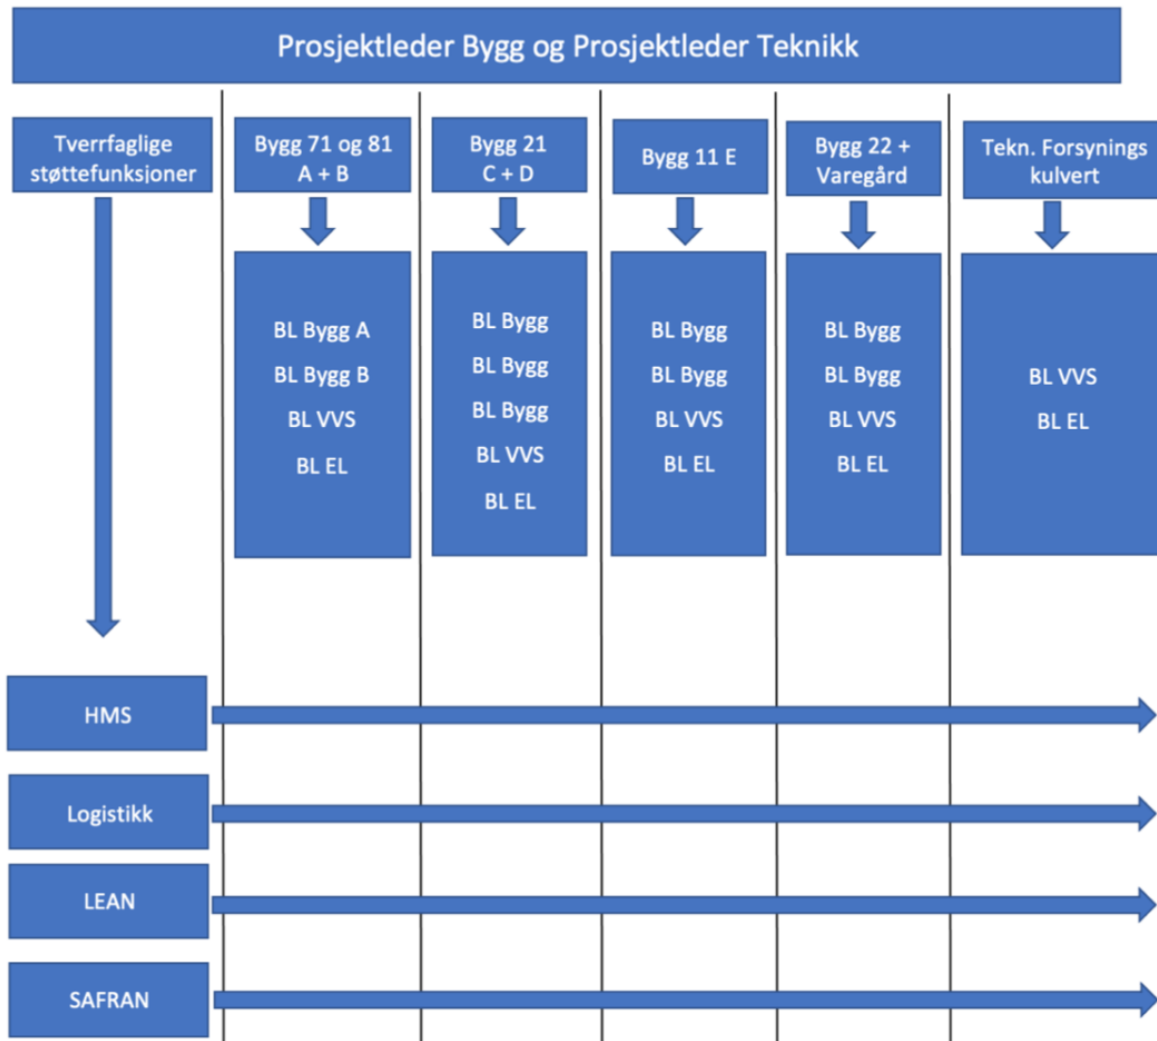 Prosjektleder Bygg og Prosjektleder Teknikk
Tverrfaglige
støttefunksjoner
Bygg 71 og 81
A + B
Bygg 21
C + D
Bygg 11 E
Bygg 22 +
Varegård
Tekn. Forsynings
kulvert
BL Bygg A
BL Bygg B
BL VVS
BL EL
BL Bygg
BL Bygg
BL Bygg
BL VVS
BL EL
BL Bygg
BL Bygg
BL VVS
BL EL
BL Bygg
BL Bygg
BL VVS
BL EL
BL VVS
BL EL
HMS
Logistikk
LEAN
SAFRAN